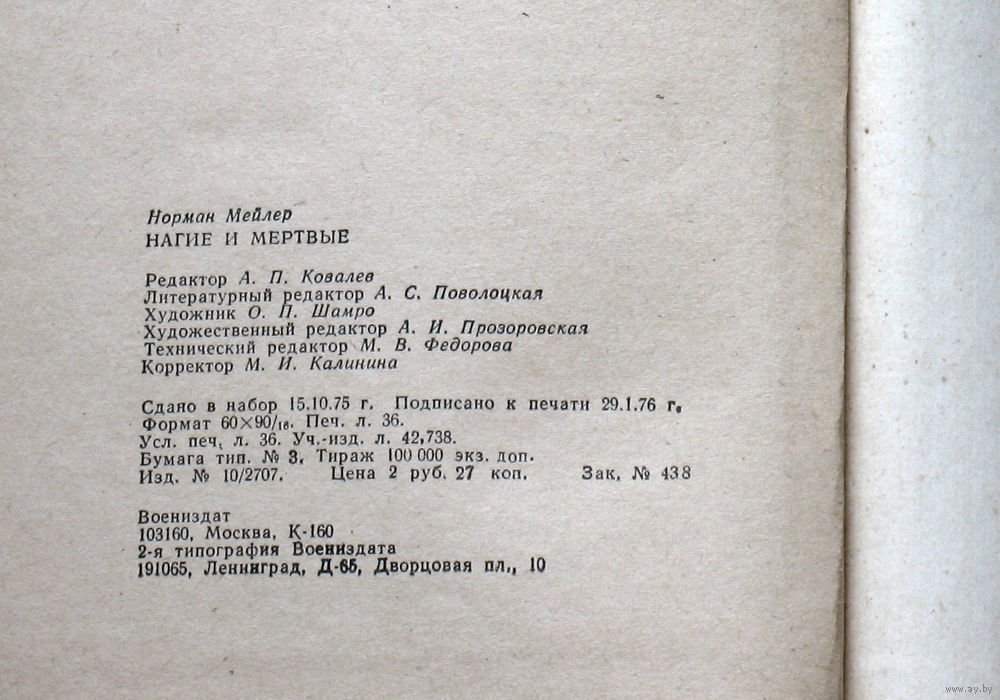 Норман Мейлер
НАГИЕ И МЕРТВЫЕ
Редактор А. П. Ковалев
Литературный редактор А. С. Поволоцкая
Художник О. П. Шамро
Художественный редактор А. И. Прозоровская
Технический редактор М. В. Федорова
Корректор М. И. Калинина
Сдано в набор 15.10.75 г. Подписано к печати 29.1.76 г.
Формат 60×90/16. Печ. л. 36.
Усл. печ. л. 36. Уч.-изд. л. 42,738.
Бумага тип. № 3. Тираж 100 000 экз. доп.
Изд. № 10/2707. Цена 2 руб. 27 коп. Зак. № 438
Воениздат
103160, Москва, К-160
2-я типография Воениздата
191065, Ленинград, Д-65, Дворцовая пл., 10
www.ay.by